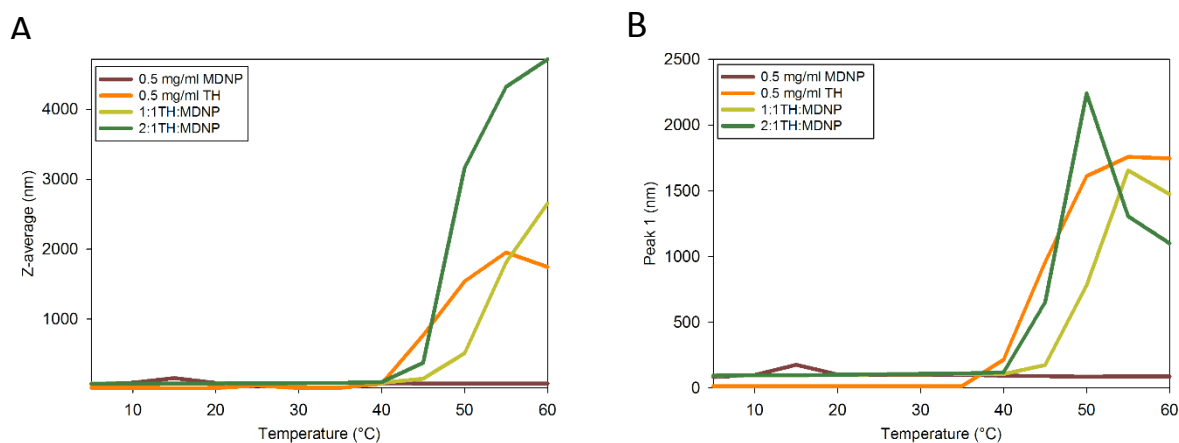 A
Z-average (nm)
4000
3000
2000
1000
0.5 mg/ml MDNP
0.5 mg/ml TH
1:1TH:MDNP
2:1TH:MDNP
10
20
30
40
50
60
Temperature (°C)
B
Peak 1 (nm)
2500
2000
1500
1000
500
0
0.5 mg/ml MDNP
0.5 mg/ml TH
1:1TH:MDNP
2:1TH:MDNP
10
20
30
40
50
60
Temperature (°C)